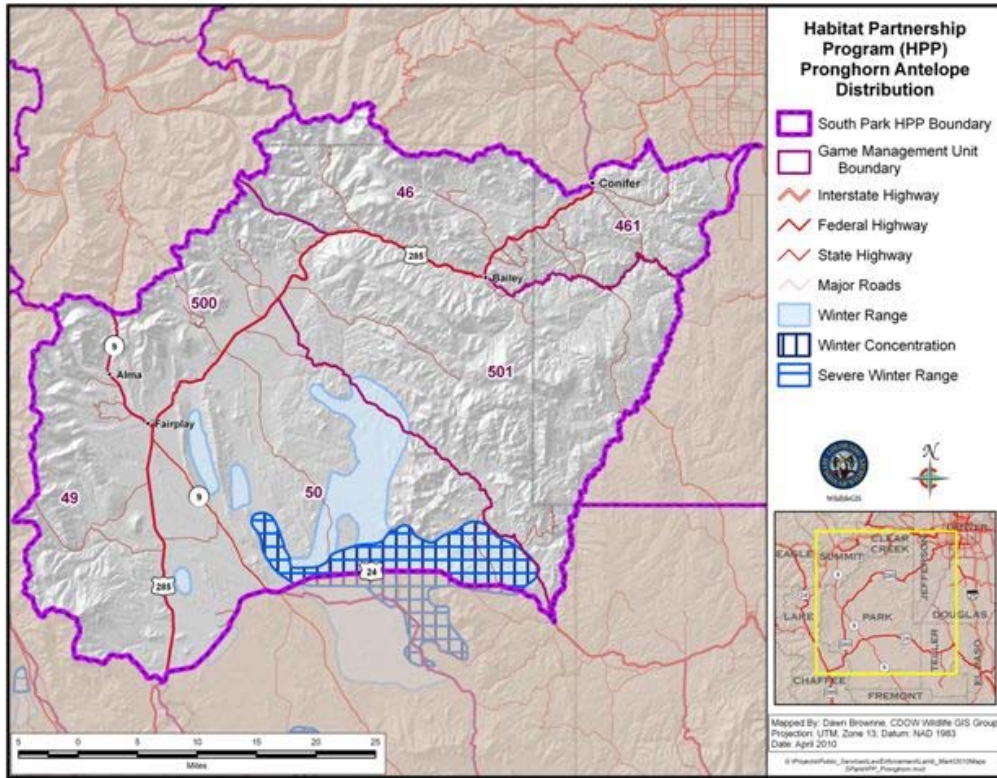 Habitat Partnership
Program (HPP)
Pronghorn Antelope
Distribution
South Park HPP Boundary
Game Management Unit
Boundary
Interstate Highway
Federal Highway
State Highway
Major Roads
Winter Range
Winter Concentration
Severe Winter Range
WildlifeGIS
N
46
Conifer
461
285
Bailey
500
9
Alma
501
Fairplay
49
9
50
24
285
5 0 5 10 15 20 25
Miles
DENVER
EAGLE
SUMMIT
CLEAR
CREEK
JEFFERSON
LAKE
PARK
DOUGLAS
TELLER
EL PASO
CHAFFEE
FREMONT
Mapped By: Dawn Browne, CDOW Wildlife GIS Group
Projection: UTM, Zone 13; Datum: NAD 1983
Date: April 2010